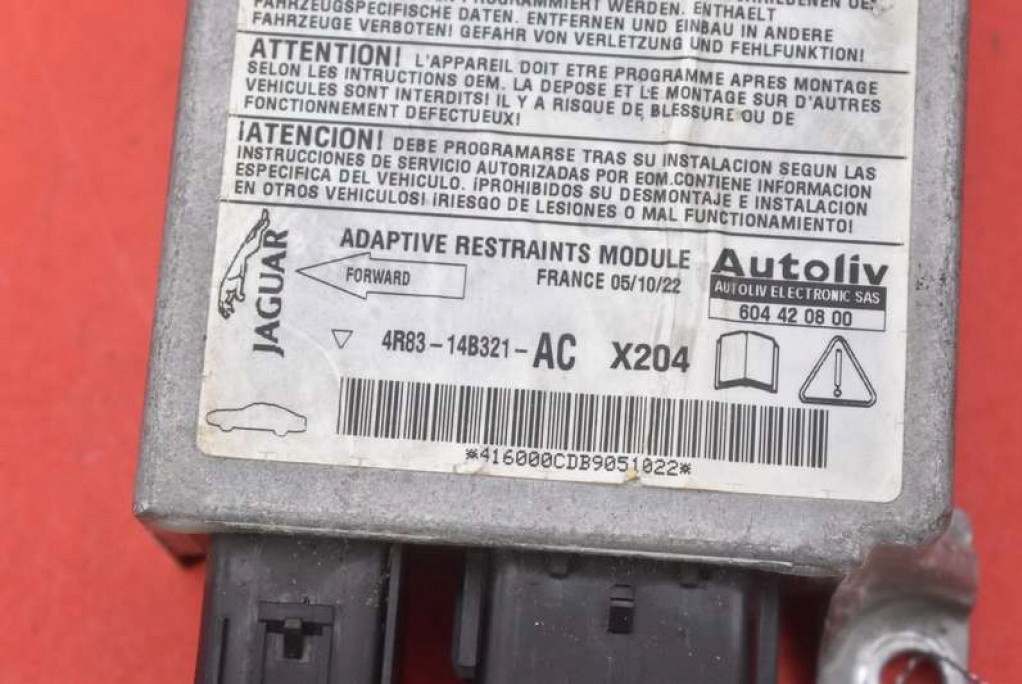 PROGRAMMIERT WERDEN. ENTHAELT
FAHRZEUGSPEZIFISCHE DATEN. ENTFERNEN UND EINBAU IN ANDERE
FAHRZEUGE VERBOTEN! GEFAHR VON VERLETZUNG UND FEHLFUNKTION!
ATTENTION! L'APPAREIL DOIT ETRE PROGRAMME APRES MONTAGE
SELON LES INTRUCTIONS OEM. LA DEPOSE ET LE MONTAGE SUR D'AUTRES
VEHICULES SONT INTERDITS! IL Y A RISQUE DE BLESSURE OU DE
FONCTIONNEMENT DEFECTUEUX!
¡ATENCION! DEBE PROGRAMARSE TRAS SU INSTALACION SEGUN LAS
INSTRUCCIONES DE SERVICIO AUTORIZADAS POR EOM.CONTIENE INFORMACION
ESPECIFICA DEL VEHICULO. ¡PROHIBIDOS SU DESMONTAJE E INSTALACION
EN OTROS VEHICULOS! ¡RIESGO DE LESIONES O MAL FUNCTIONAMIENTO!
JAGUAR
ADAPTIVE RESTRAINTS MODULE
FORWARD
FRANCE 05/10/22
Autoliv
AUTOLIV ELECTRONIC SAS
604 42 08 00
4R83-14B321-AC X204
*416000CDB9051022*